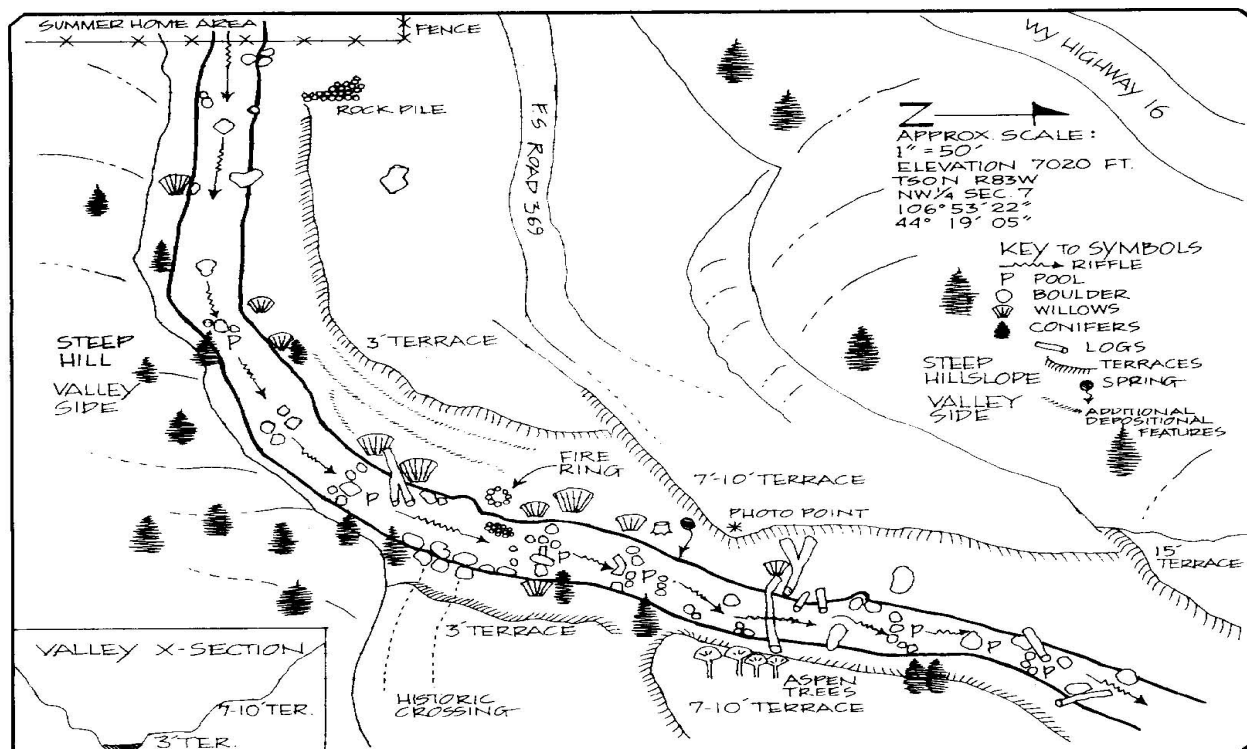 SUMMER HOME AREA
FENCE
ROCK PILE
FS ROAD 369
WY HIGHWAY 16
N
APPROX. SCALE:
1" = 50'
ELEVATION 7020 FT.
T50N R83W
NW 1/4 SEC. 7
106° 53' 22"
44° 19' 05"
KEY TO SYMBOLS
RIFFLE
P POOL
BOULDER
WILLOWS
CONIFERS
LOGS
TERRACES
SPRING
ADDITIONAL
DEPOSITIONAL
FEATURES
STEEP
HILLSLOPE
VALLEY
SIDE
STEEP
HILL
VALLEY
SIDE
3' TERRACE
P
FIRE
RING
7'-10' TERRACE
PHOTO POINT
15'
TERRACE
P
P
P
P
P
P
3' TERRACE
ASPEN
TREES
7-10' TERRACE
HISTORIC
CROSSING
VALLEY X-SECTION
7-10' TER.
3' TER.